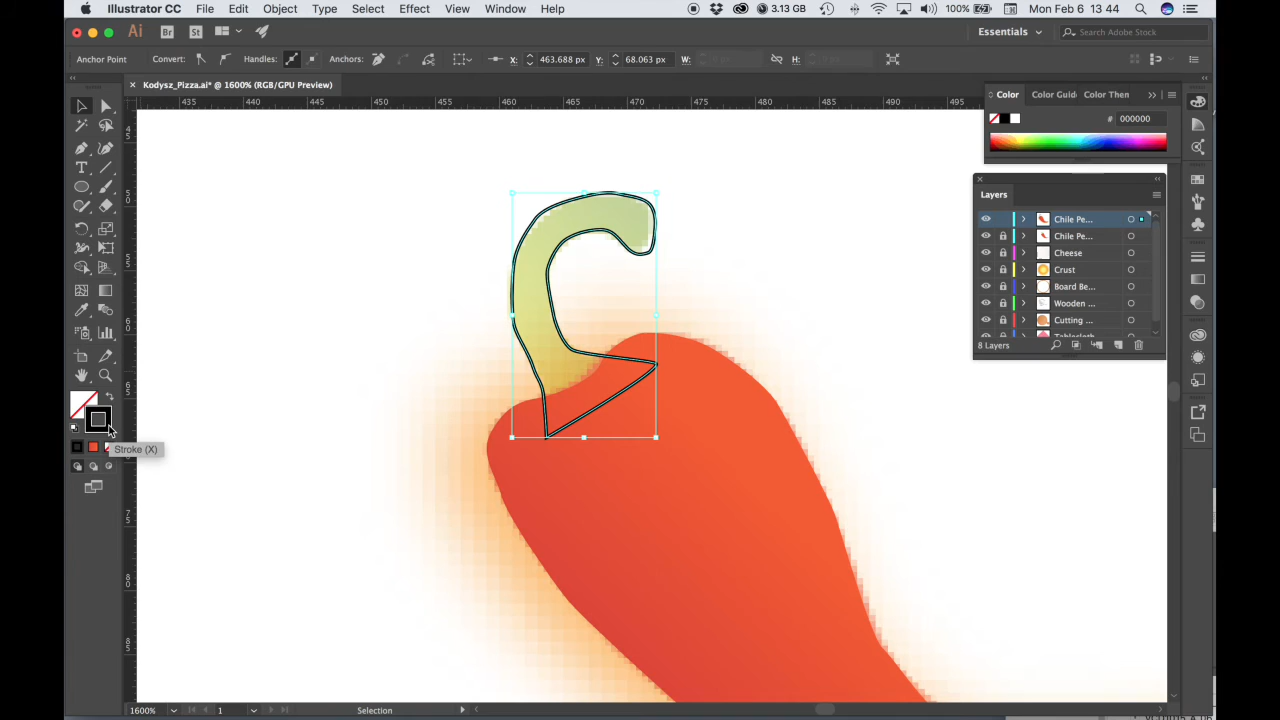 Illustrator CC File Edit Object Type Select Effect View Window Help 3.13 GB 100% Mon Feb 6 13 44
Ai Br St Essentials Search Adobe Stock
Anchor Point Convert: Handles: Anchors: X: 463.688 px Y: 68.063 px W: H:
× Kodysz_Pizza.ai* @ 1600% (RGB/GPU Preview)
435 440 445 450 455 460 465 470 475 480 485 490 495
Color Color Guid Color Then
# 000000
Layers
Chile Pe...
Chile Pe...
Cheese
Crust
Board Be...
Wooden ...
Cutting ...
Tablecloth
8 Layers
Stroke (X)
1600% 1 Selection